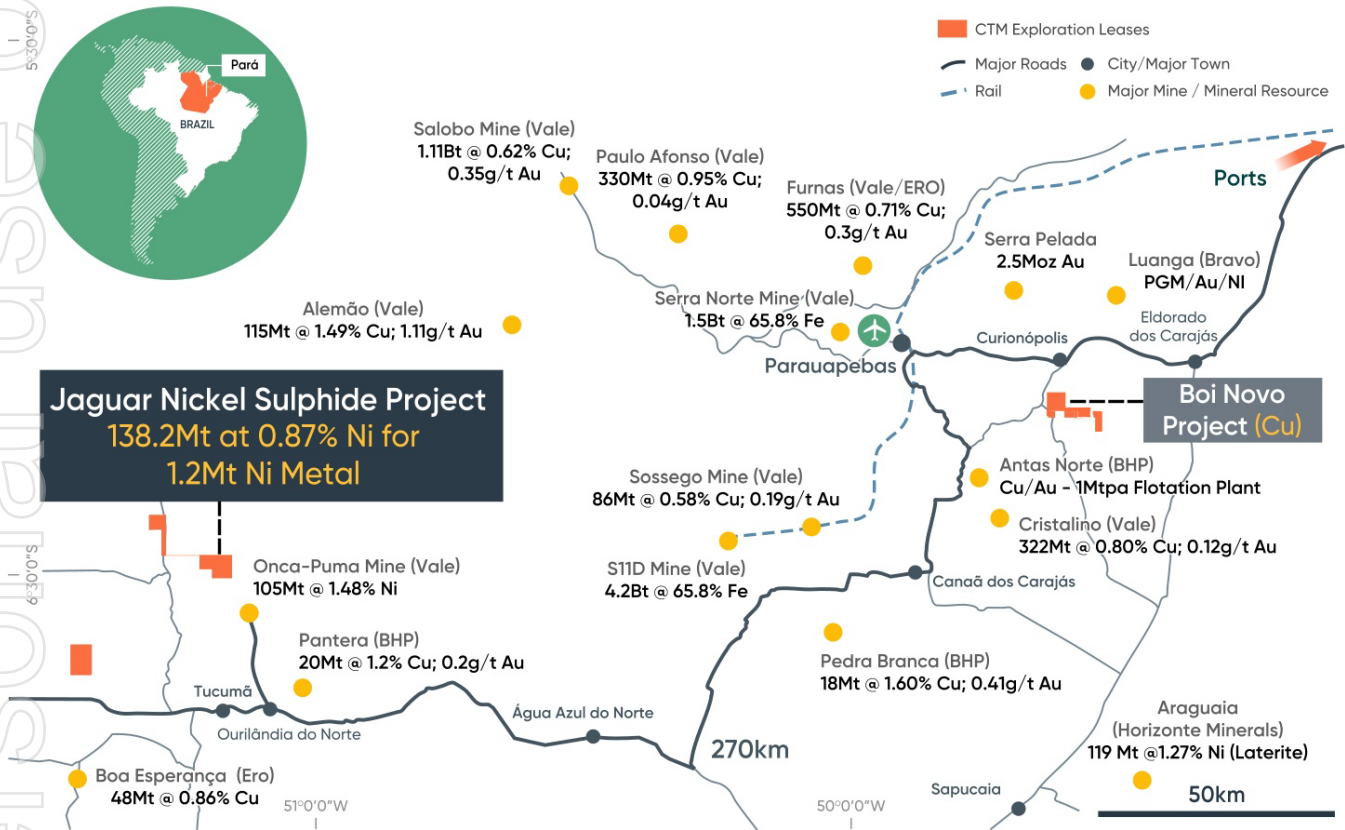 CTM Exploration Leases
Major Roads
City/Major Town
Rail
Major Mine / Mineral Resource
5°30'0"S
Pará
BRAZIL
Salobo Mine (Vale)
1.11Bt @ 0.62% Cu;
0.35g/t Au
Paulo Afonso (Vale)
330Mt @ 0.95% Cu;
0.04g/t Au
Furnas (Vale/ERO)
550Mt @ 0.71% Cu;
0.3g/t Au
Ports
Serra Pelada
2.5Moz Au
Luanga (Bravo)
PGM/Au/NI
Alemão (Vale)
115Mt @ 1.49% Cu; 1.11g/t Au
Serra Norte Mine (Vale)
1.5Bt @ 65.8% Fe
Parauapebas
Curionópolis
Eldorado
dos Carajás
Jaguar Nickel Sulphide Project
138.2Mt at 0.87% Ni for
1.2Mt Ni Metal
Boi Novo
Project (Cu)
Sossego Mine (Vale)
86Mt @ 0.58% Cu; 0.19g/t Au
Antas Norte (BHP)
Cu/Au - 1Mtpa Flotation Plant
Cristalino (Vale)
322Mt @ 0.80% Cu; 0.12g/t Au
S11D Mine (Vale)
4.2Bt @ 65.8% Fe
Canaã dos Carajás
6°30'0"S
Onca-Puma Mine (Vale)
105Mt @ 1.48% Ni
Pantera (BHP)
20Mt @ 1.2% Cu; 0.2g/t Au
Pedra Branca (BHP)
18Mt @ 1.60% Cu; 0.41g/t Au
Tucumã
Ourilândia do Norte
Água Azul do Norte
270km
Araguaia
(Horizonte Minerals)
119 Mt @1.27% Ni (Laterite)
Boa Esperança (Ero)
48Mt @ 0.86% Cu
51°0'0"W
50°0'0"W
Sapucaia
50km